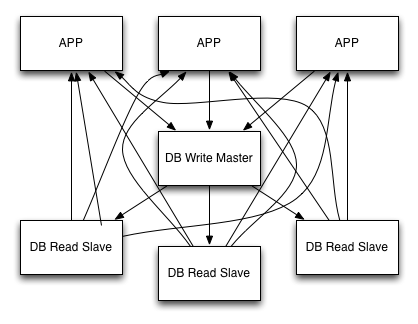 APP
APP
APP
DB Write Master
DB Read Slave
DB Read Slave
DB Read Slave